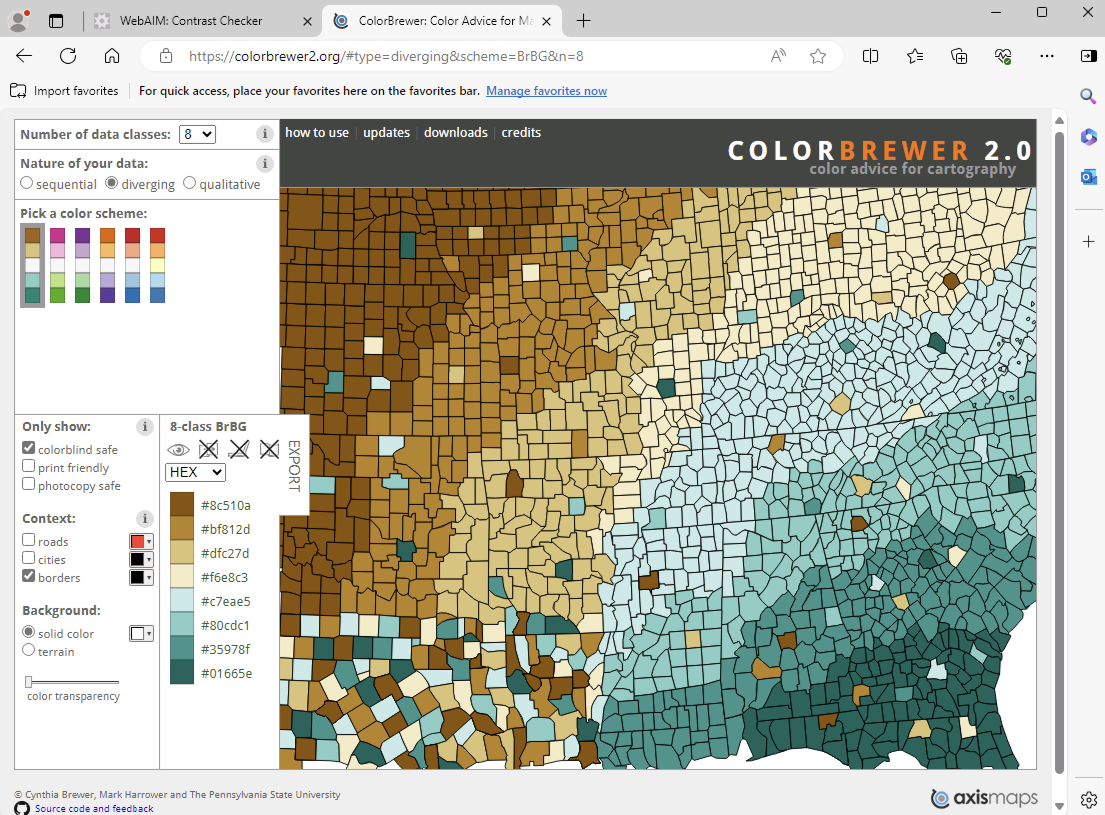 WebAIM: Contrast Checker
ColorBrewer: Color Advice for Ma
https://colorbrewer2.org/#type=diverging&scheme=BrBG&n=8
Import favorites
For quick access, place your favorites here on the favorites bar. Manage favorites now
Number of data classes: 8
how to use | updates | downloads | credits
COLORBREWER 2.0
color advice for cartography
Nature of your data:
sequential diverging qualitative
Pick a color scheme:
Only show:
colorblind safe
print friendly
photocopy safe
Context:
roads
cities
borders
Background:
solid color
terrain
color transparency
8-class BrBG
EXPORT
HEX
#8c510a
#bf812d
#dfc27d
#f6e8c3
#c7eae5
#80cdc1
#35978f
#01665e
© Cynthia Brewer, Mark Harrower and The Pennsylvania State University
Source code and feedback
axismaps